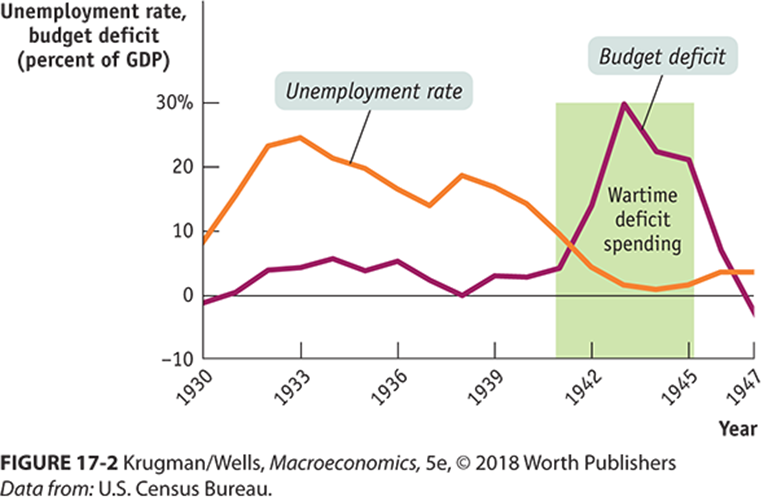 Unemployment rate,
budget deficit
(percent of GDP)
Budget deficit
Unemployment rate
30%
20
10
0
−10
Wartime
deficit
spending
1930
1933
1936
1939
1942
1945
1947
Year
FIGURE 17-2 Krugman/Wells, Macroeconomics, 5e, © 2018 Worth Publishers
Data from: U.S. Census Bureau.